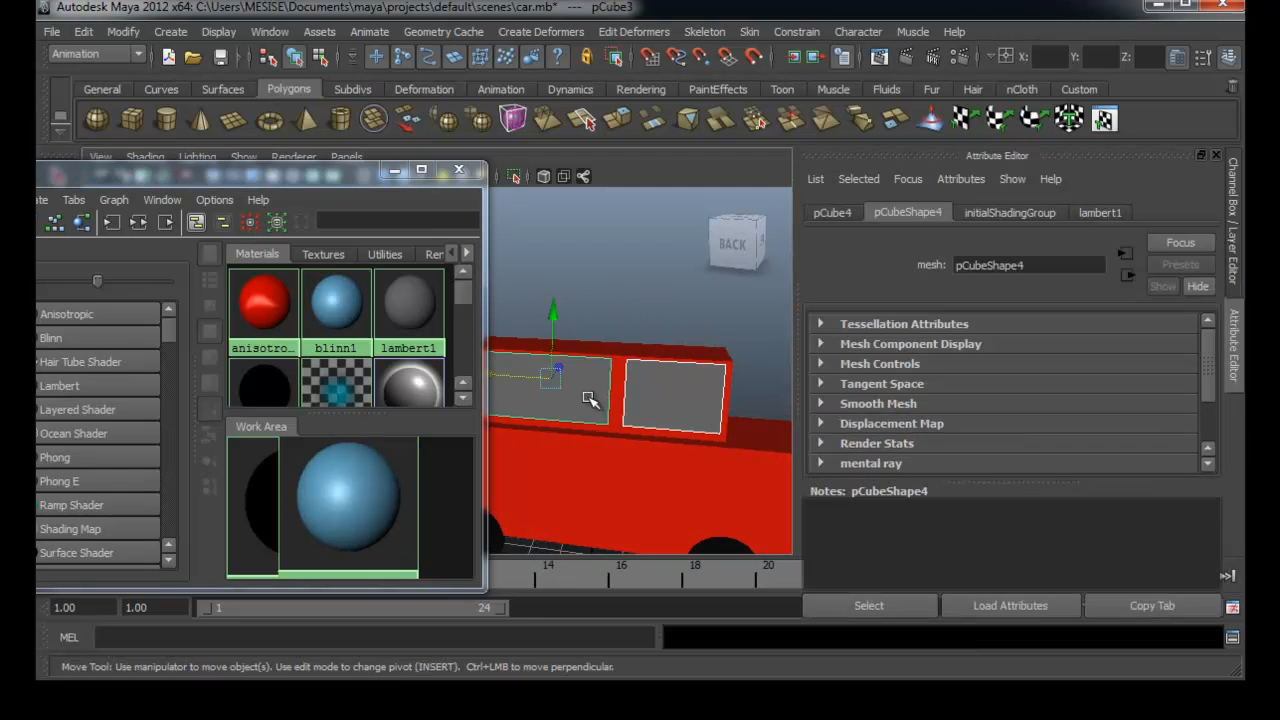 Autodesk Maya 2012 x64: C:\Users\MESISE\Documents\maya\projects\default\scenes\car.mb* --- pCube3
File Edit Modify Create Display Window Assets Animate Geometry Cache Create Deformers Edit Deformers Skeleton Skin Constrain Character Muscle Help
Animation X: Y: Z:
General Curves Surfaces Polygons Subdivs Deformation Animation Dynamics Rendering Toon PaintEffects Toon Muscle Fluids Fur Hair nCloth Custom
View Shading Lighting Show Renderer Panels
Attribute Editor
List Selected Focus Attributes Show Help
ate Tabs Graph Window Options Help
pCube4 pCubeShape4 initialShadingGroup lambert1
BACK
Materials Textures Utilities Ren
Focus
mesh: pCubeShape4
Presets
Show Hide
anisotro... blinn1 lambert1
Anisotropic
Blinn
Hair Tube Shader
Lambert
Layered Shader
Ocean Shader
Phong
Phong E
Ramp Shader
Shading Map
Surface Shader
Work Area
Tessellation Attributes
Mesh Component Display
Mesh Controls
Tangent Space
Smooth Mesh
Displacement Map
Render Stats
mental ray
Notes: pCubeShape4
14 16 18 20
1.00 1.00 1 24
Select Load Attributes Copy Tab
MEL
Move Tool: Use manipulator to move object(s). Use edit mode to change pivot (INSERT). Ctrl+LMB to move perpendicular.
Channel Box / Layer Editor
Attribute Editor